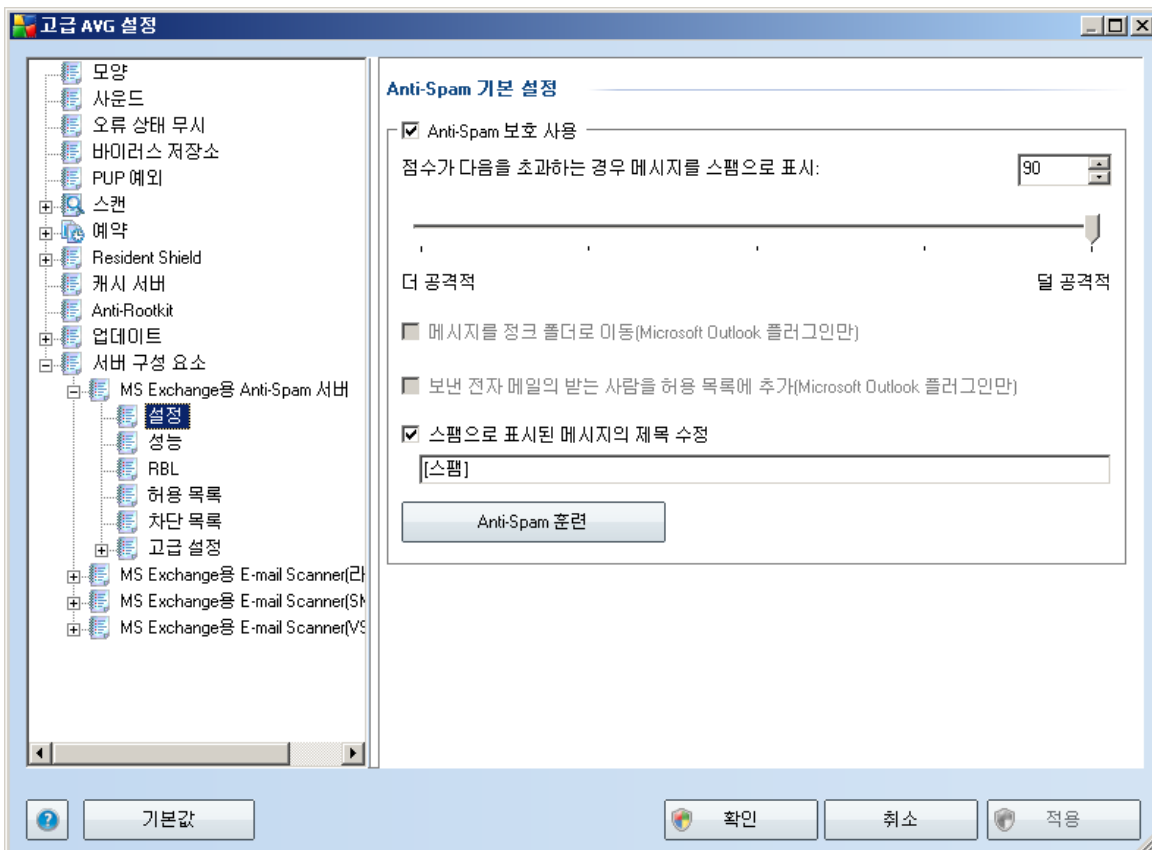 고급 AVG 설정
모양
사운드
오류 상태 무시
바이러스 저장소
PUP 예외
스캔
예약
Resident Shield
캐시 서버
Anti-Rootkit
업데이트
서버 구성 요소
MS Exchange용 Anti-Spam 서버
설정
성능
RBL
허용 목록
차단 목록
고급 설정
MS Exchange용 E-mail Scanner(라
MS Exchange용 E-mail Scanner(SM
MS Exchange용 E-mail Scanner(VS
Anti-Spam 기본 설정
Anti-Spam 보호 사용
점수가 다음을 초과하는 경우 메시지를 스팸으로 표시:
90
더 공격적
덜 공격적
메시지를 정크 폴더로 이동(Microsoft Outlook 플러그인만)
보낸 전자 메일의 받는 사람을 허용 목록에 추가(Microsoft Outlook 플러그인만)
스팸으로 표시된 메시지의 제목 수정
[스팸]
Anti-Spam 훈련
기본값
확인
취소
적용